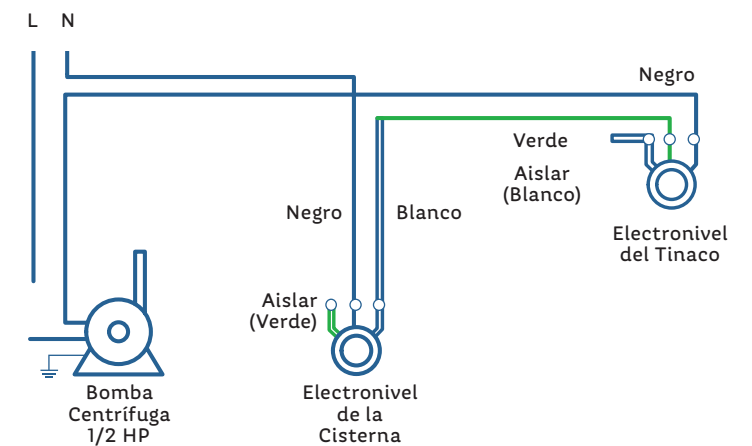 L N
Negro
Verde
Aislar
(Blanco)
Negro
Blanco
Electronivel
del Tinaco
Aislar
(Verde)
Bomba
Centrífuga
1/2 HP
Electronivel
de la
Cisterna